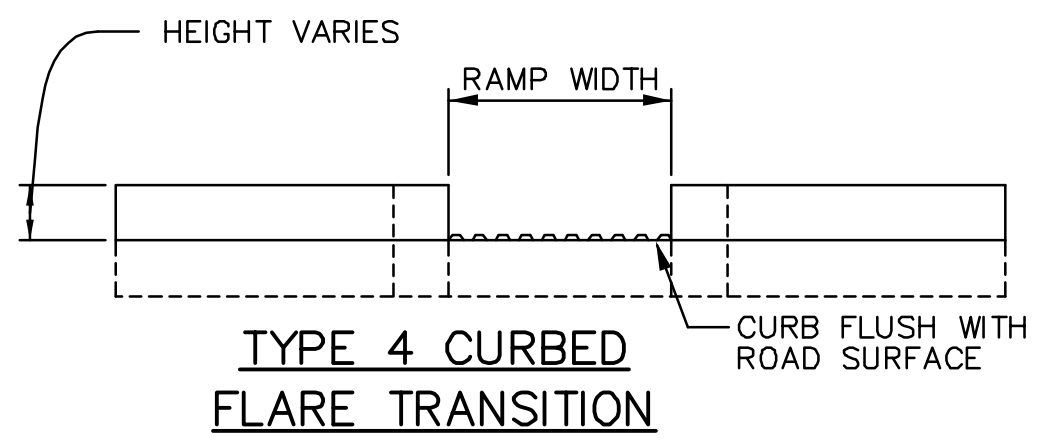 HEIGHT VARIES
RAMP WIDTH
CURB FLUSH WITH
ROAD SURFACE
TYPE 4 CURBED
FLARE TRANSITION